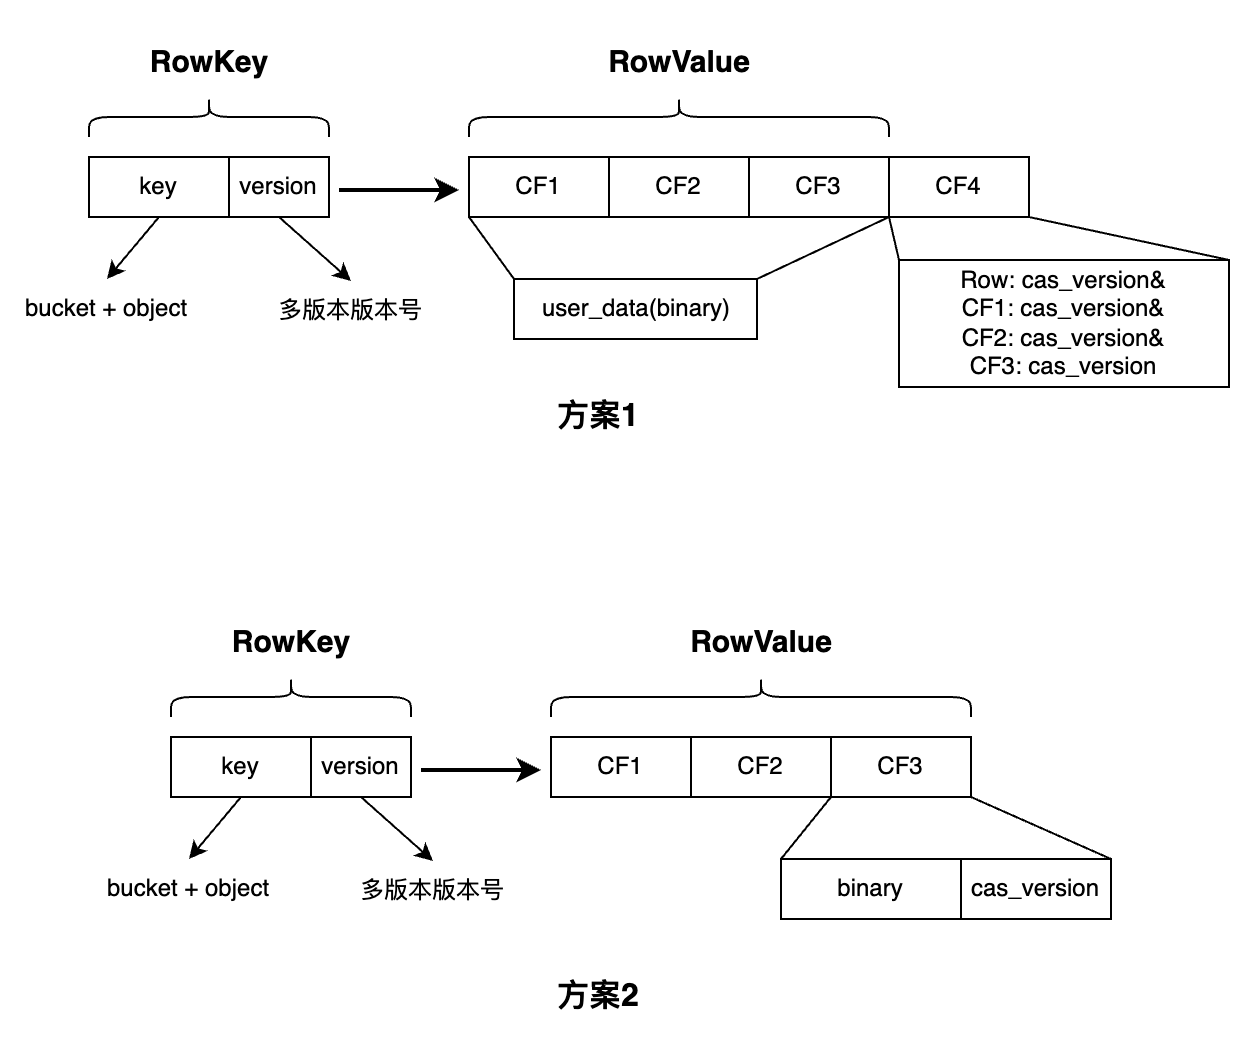 RowKey
RowValue
key
version
CF1
CF2
CF3
CF4
bucket + object
多版本版本号
user_data(binary)
Row: cas_version&
CF1: cas_version&
CF2: cas_version&
CF3: cas_version
方案1
RowKey
RowValue
key
version
CF1
CF2
CF3
bucket + object
多版本版本号
binary
cas_version
方案2